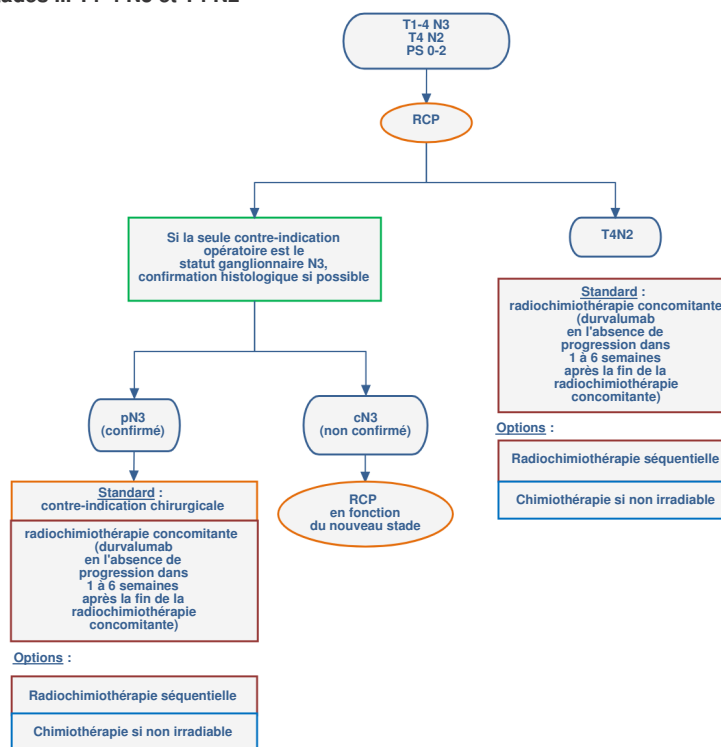 T1-4 N3
T4 N2
PS 0-2
RCP
Si la seule contre-indication
opératoire est le
statut ganglionnaire N3,
confirmation histologique si possible
T4N2
Standard :
radiochimiothérapie concomitante
(durvalumab
en l'absence de
progression dans
1 à 6 semaines
après la fin de la
radiochimiothérapie
concomitante)
Options :
Radiochimiothérapie séquentielle
Chimiothérapie si non irradiable
pN3
(confirmé)
cN3
(non confirmé)
Standard :
contre-indication chirurgicale
radiochimiothérapie concomitante
(durvalumab
en l'absence de
progression dans
1 à 6 semaines
après la fin de la
radiochimiothérapie
concomitante)
RCP
en fonction
du nouveau stade
Options :
Radiochimiothérapie séquentielle
Chimiothérapie si non irradiable